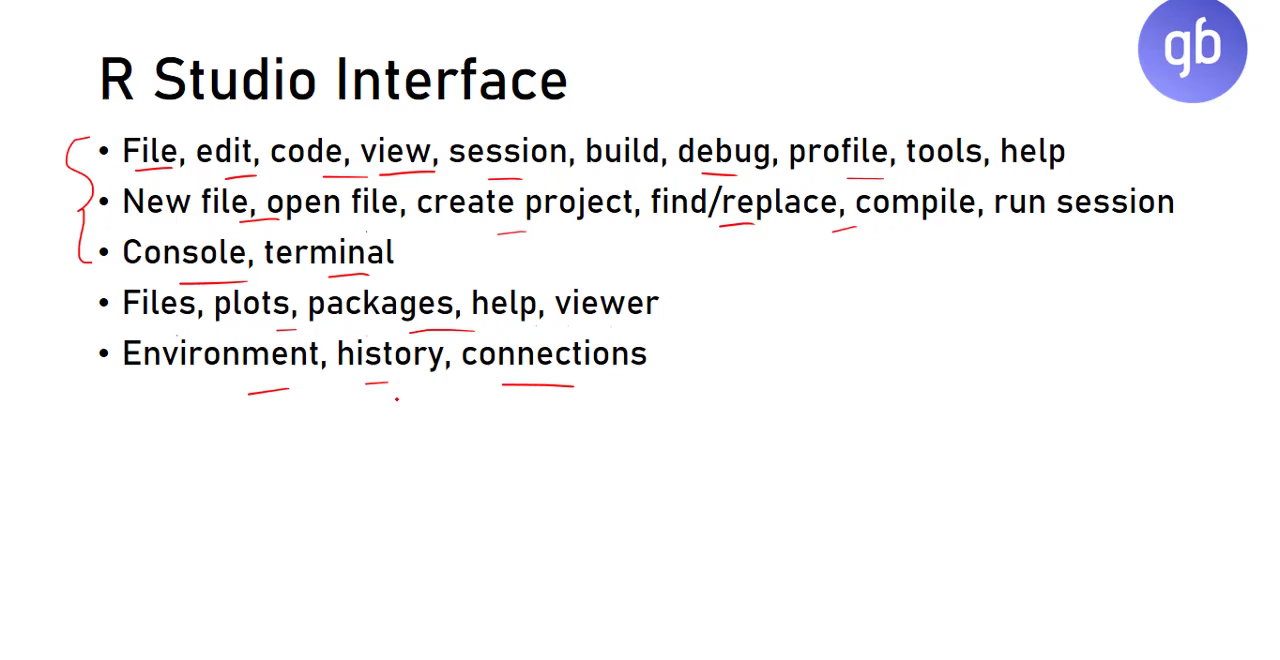 gb
R Studio Interface
• File, edit, code, view, session, build, debug, profile, tools, help
• New file, open file, create project, find/replace, compile, run session
• Console, terminal
• Files, plots, packages, help, viewer
• Environment, history, connections